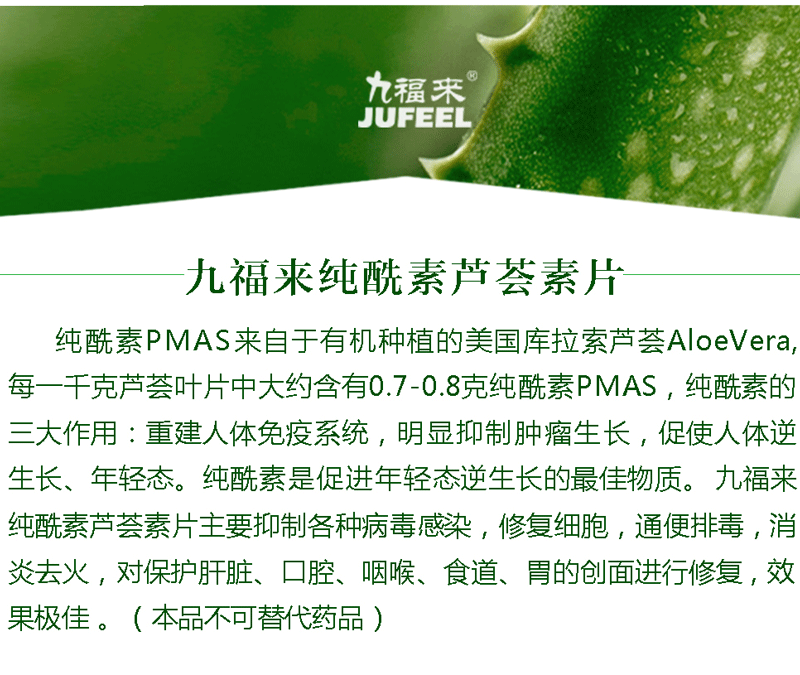 九福来®
JUFEEL
九福来纯酰素芦荟素片
纯酰素PMAS来自于有机种植的美国库拉索芦荟AloeVera,
每一千克芦荟叶片中大约含有0.7-0.8克纯酰素PMAS，纯酰素的
三大作用：重建人体免疫系统，明显抑制肿瘤生长，促使人体逆
生长、年轻态。纯酰素是促进年轻态逆生长的最佳物质。 九福来
纯酰素芦荟素片主要抑制各种病毒感染，修复细胞，通便排毒，消
炎去火，对保护肝脏、口腔、咽喉、食道、胃的创面进行修复，效
果极佳 。（ 本品不可替代药品 ）